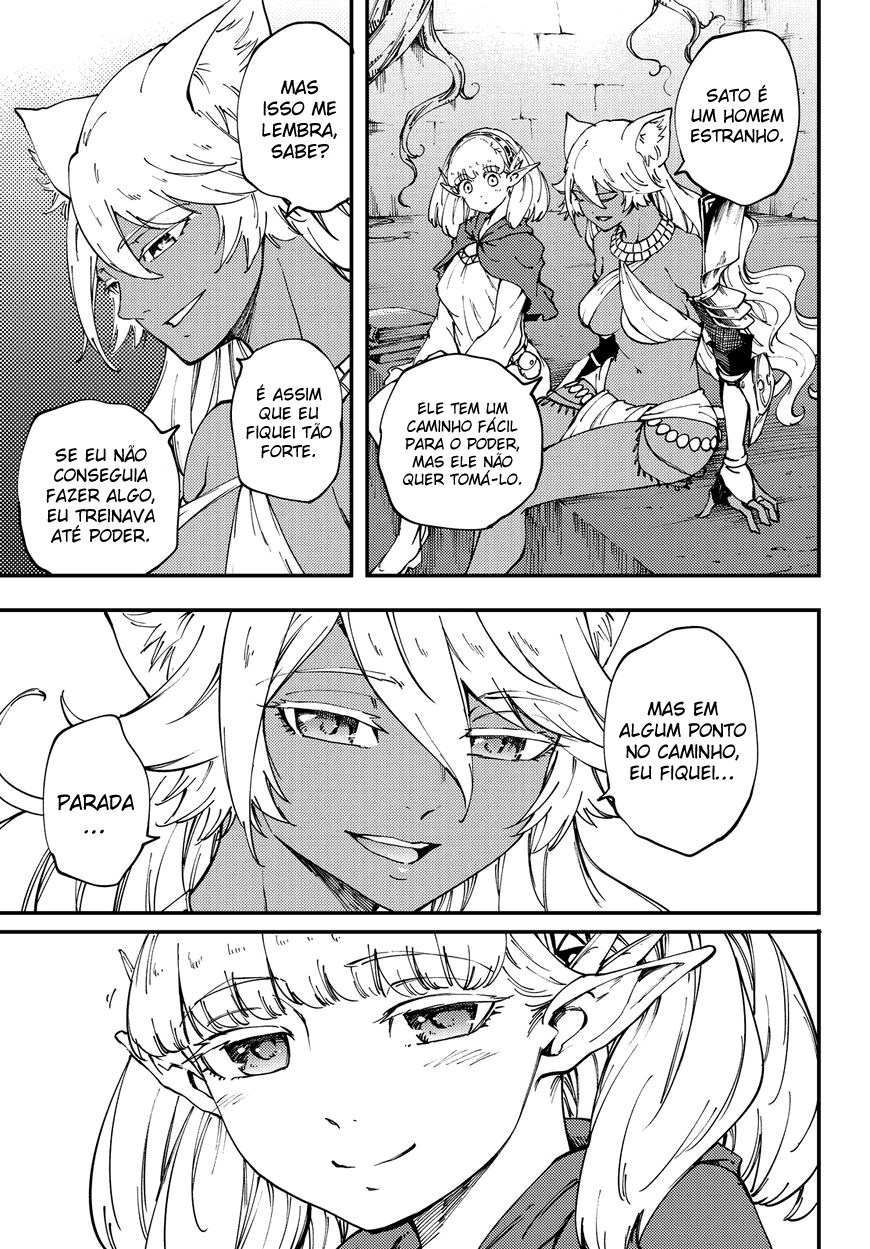 SATO É
UM HOMEM
ESTRANHO.
ELE TEM UM
CAMINHO FÁCIL
PARA O PODER,
MAS ELE NÃO
QUER TOMÁ-LO.
MAS
ISSO ME
LEMBRA,
SABE?
É ASSIM
QUE EU
FIQUEI TÃO
FORTE.
SE EU NÃO
CONSEGUIA
FAZER ALGO,
EU TREINAVA
ATÉ PODER.
MAS EM
ALGUM PONTO
NO CAMINHO,
EU FIQUEI...
PARADA
...